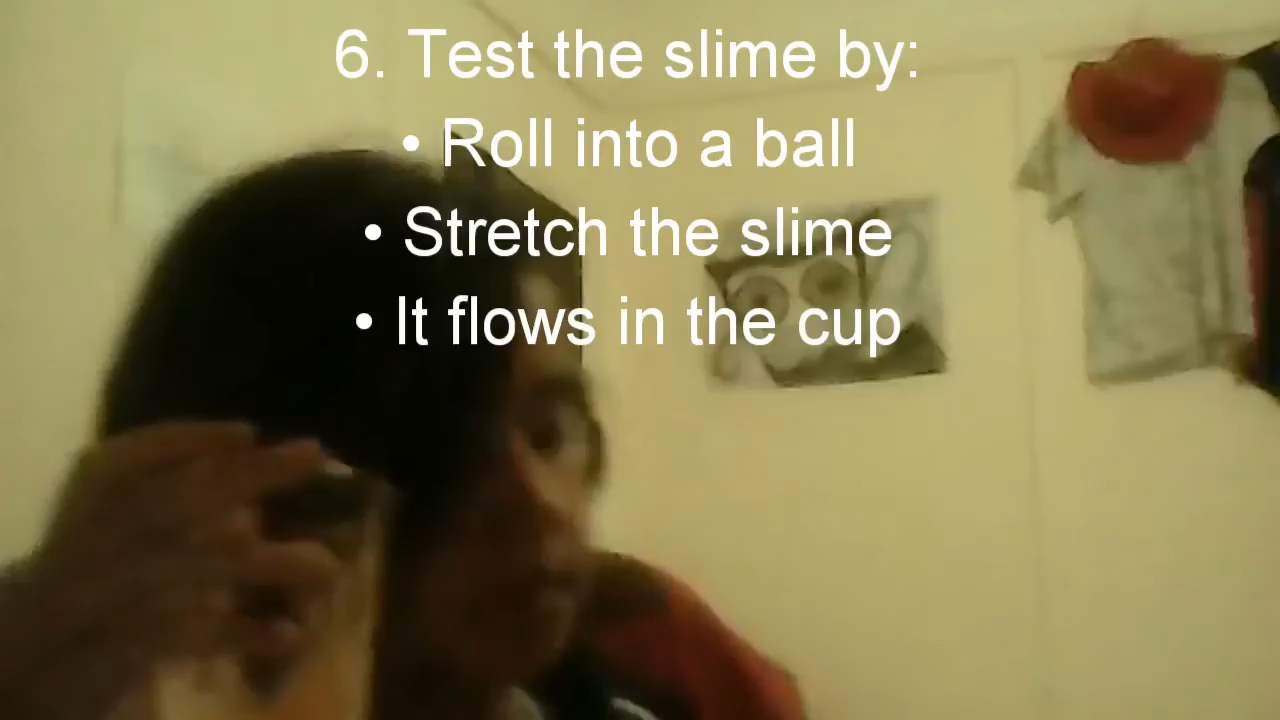 6. Test the slime by:
• Roll into a ball
• Stretch the slime
• It flows in the cup